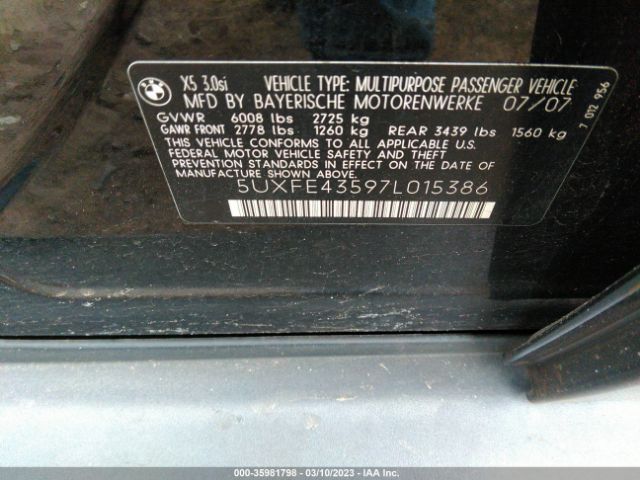 BMW
X5 3.0si VEHICLE TYPE: MULTIPURPOSE PASSENGER VEHICLE
MFD BY BAYERISCHE MOTORENWERKE 07/07
GVWR 6008 lbs 2725 kg
GAWR FRONT 2778 lbs 1260 kg REAR 3439 lbs 1560 kg
THIS VEHICLE CONFORMS TO ALL APPLICABLE U.S.
FEDERAL MOTOR VEHICLE SAFETY, BUMPER, AND THEFT
PREVENTION STANDARDS IN EFFECT ON THE DATE OF
MANUFACTURE SHOWN ABOVE.
5UXFE43597L015386
7 012 956
000-35981798 - 03/10/2023 - IAA Inc.